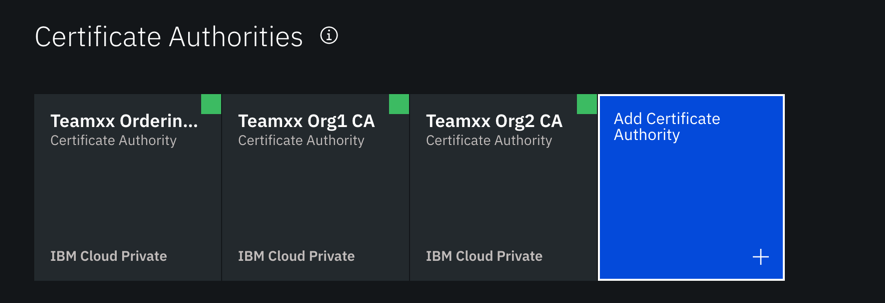 Certificate Authorities
Teamxx Orderin...
Certificate Authority
IBM Cloud Private
Teamxx Org1 CA
Certificate Authority
IBM Cloud Private
Teamxx Org2 CA
Certificate Authority
IBM Cloud Private
Add Certificate
Authority